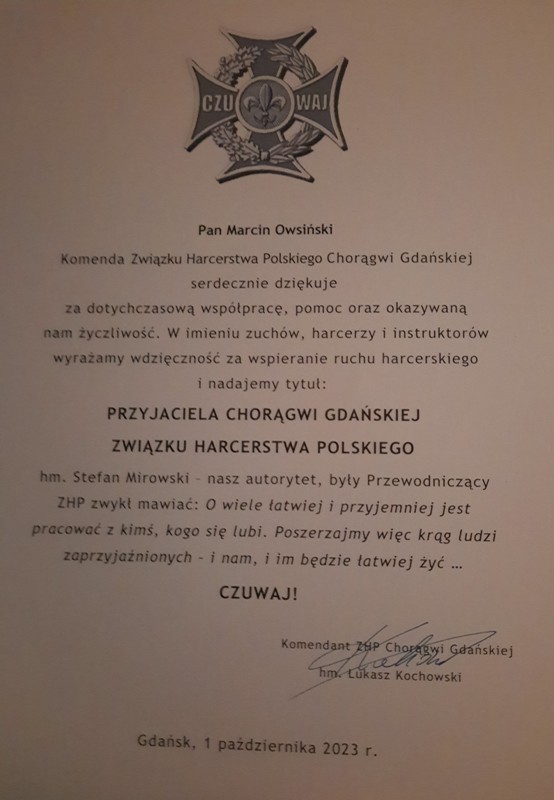 CZUWAJ
Pan Marcin Owsiński
Komenda Związku Harcerstwa Polskiego Chorągwi Gdańskiej
serdecznie dziękuje
za dotychczasową współpracę, pomoc oraz okazywaną
nam życzliwość. W imieniu zuchów, harcerzy i instruktorów
wyrażamy wdzięczność za wspieranie ruchu harcerskiego
i nadajemy tytuł:
PRZYJACIELA CHORĄGWI GDAŃSKIEJ
ZWIĄZKU HARCERSTWA POLSKIEGO
hm. Stefan Mirowski – nasz autorytet, były Przewodniczący
ZHP zwykł mawiać: O wiele łatwiej i przyjemniej jest
pracować z kimś, kogo się lubi. Poszerzajmy więc krąg ludzi
zaprzyjaźnionych – i nam, i im będzie łatwiej żyć …
CZUWAJ!
Komendant ZHP Chorągwi Gdańskiej
hm. Łukasz Kochowski
Gdańsk, 1 października 2023 r.